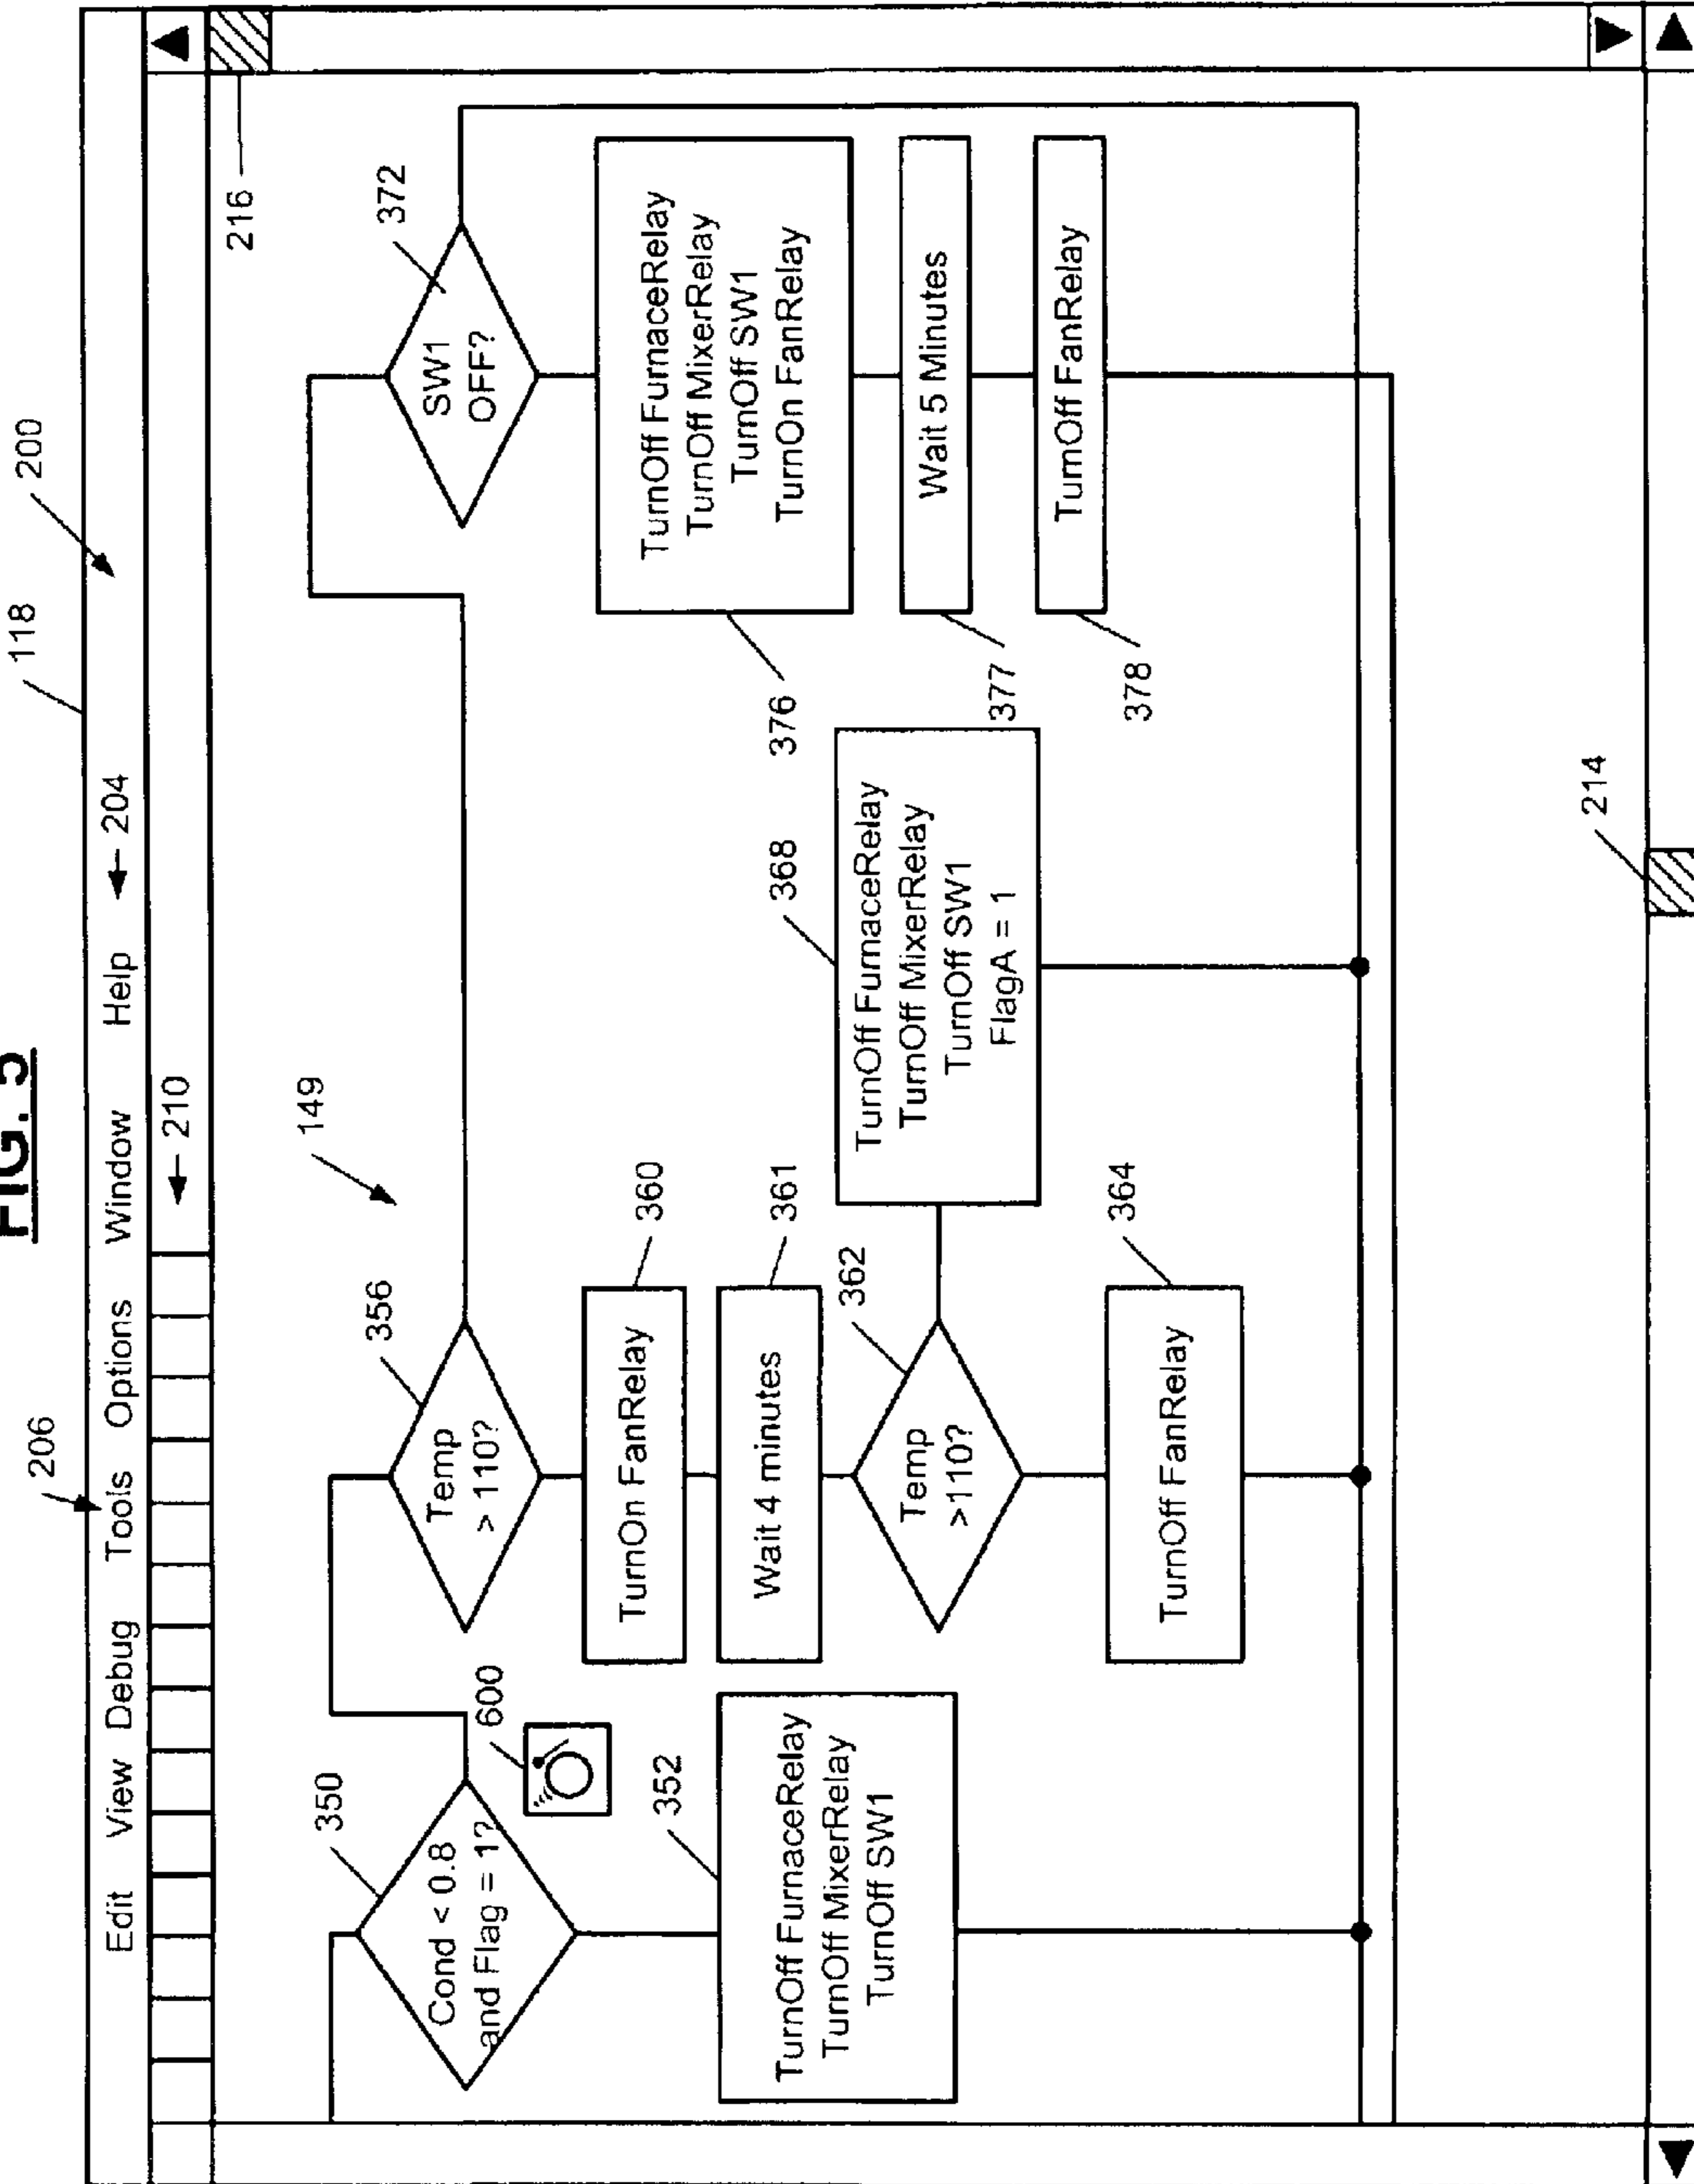 FIG. 5
118
200
206
Edit View Debug Tools Options Window Help 204
210
216
149
350
Cond < 0.8
and Flag = 1?
600
352
TurnOff FurnaceRelay
TurnOff MixerRelay
TurnOff SW1
356
Temp
> 110?
360
TurnOn FanRelay
361
Wait 4 minutes
362
Temp
>110?
364
TurnOff FanRelay
368
TurnOff FurnaceRelay
TurnOff MixerRelay
TurnOff SW1
FlagA = 1
372
SW1
OFF?
376
TurnOff FurnaceRelay
TurnOff MixerRelay
TurnOff SW1
TurnOn FanRelay
377
Wait 5 Minutes
378
TurnOff FanRelay
214